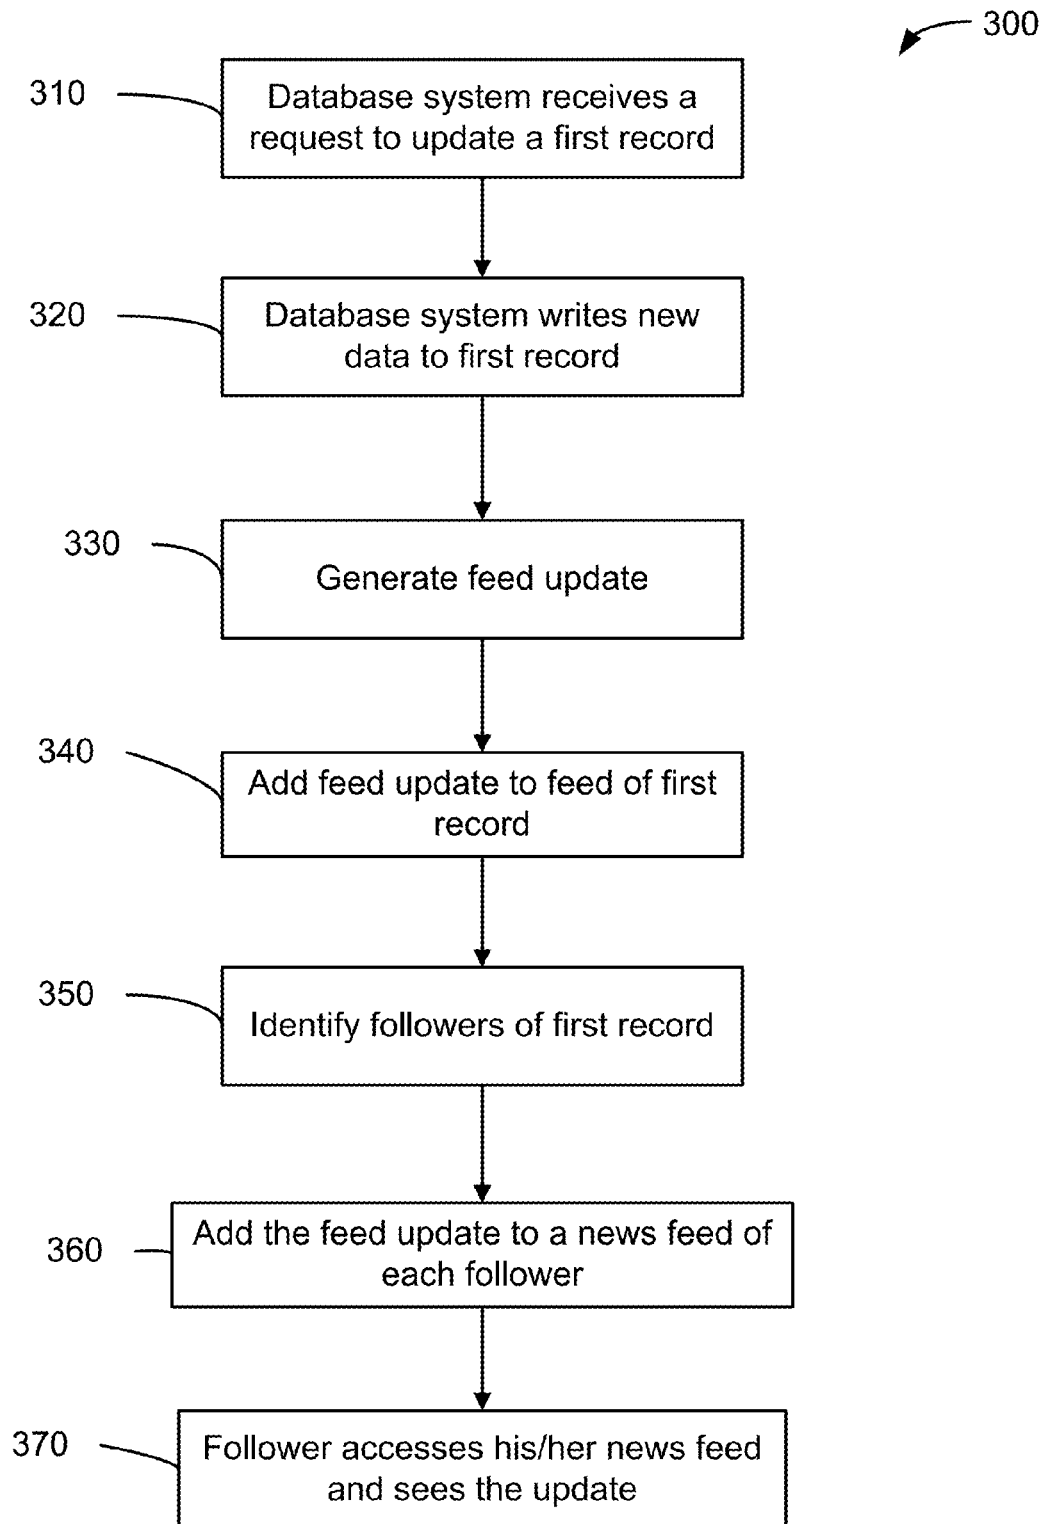 300
310
Database system receives a
request to update a first record
320
Database system writes new
data to first record
330
Generate feed update
340
Add feed update to feed of first
record
350
Identify followers of first record
360
Add the feed update to a news feed of
each follower
370
Follower accesses his/her news feed
and sees the update